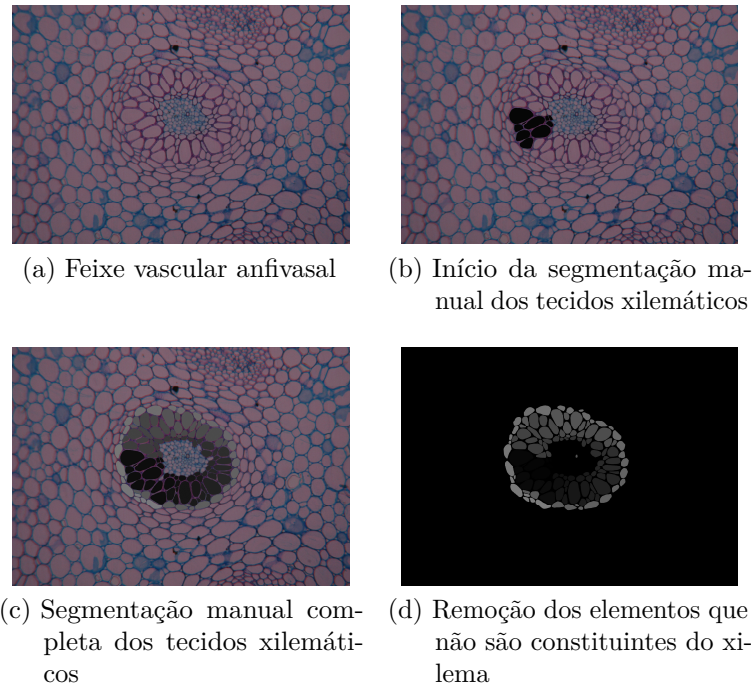 (a) Feixe vascular anfivasal
(b) Início da segmentação ma-
nual dos tecidos xilemáticos
(c) Segmentação manual com-
pleta dos tecidos xilemáti-
cos
(d) Remoção dos elementos que
não são constituintes do xi-
lema